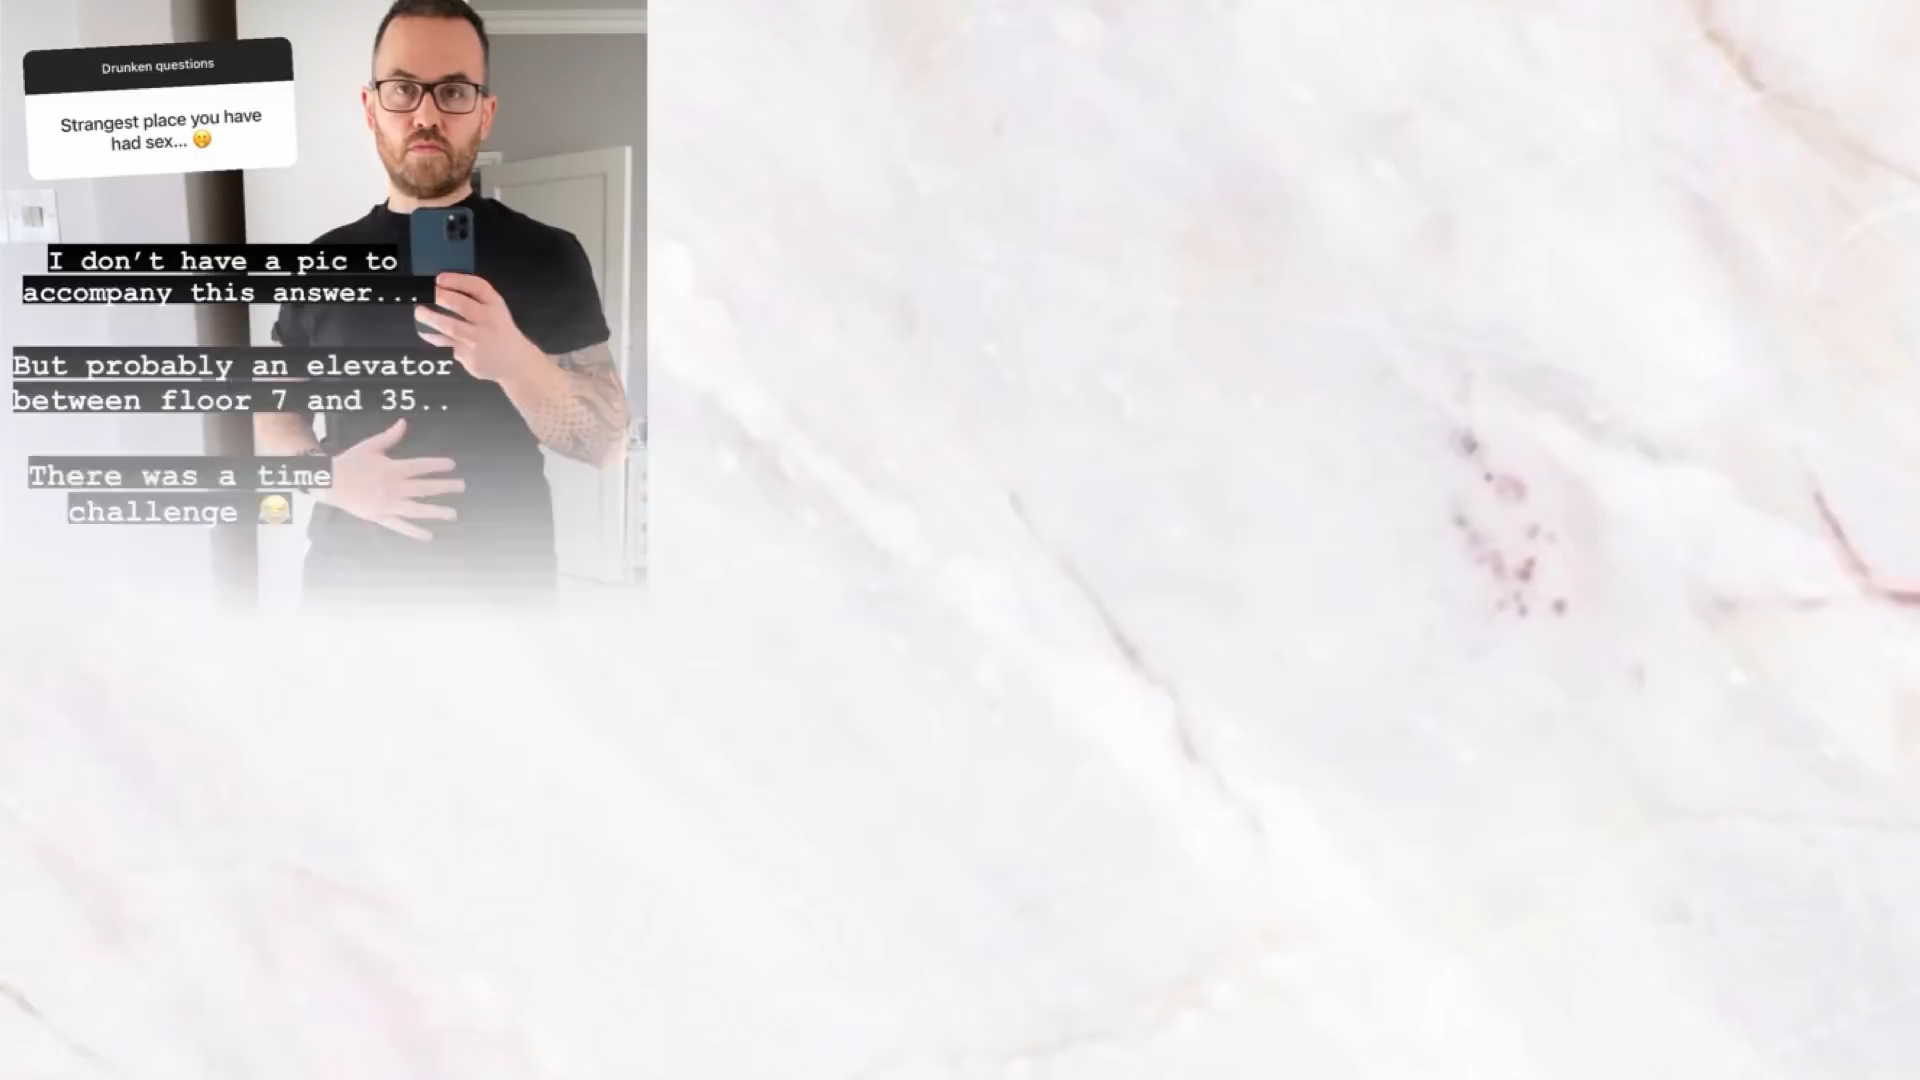 Drunken questions
Strangest place you have
had sex... 🤭
I don’t have a pic to
accompany this answer...
But probably an elevator
between floor 7 and 35..
There was a time
challenge 😂